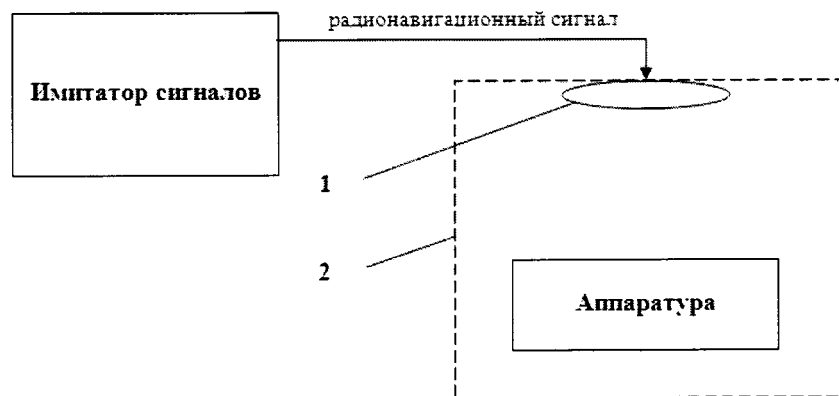 радионавигационный сигнал
Имитатор сигналов
1
2
Аппаратура